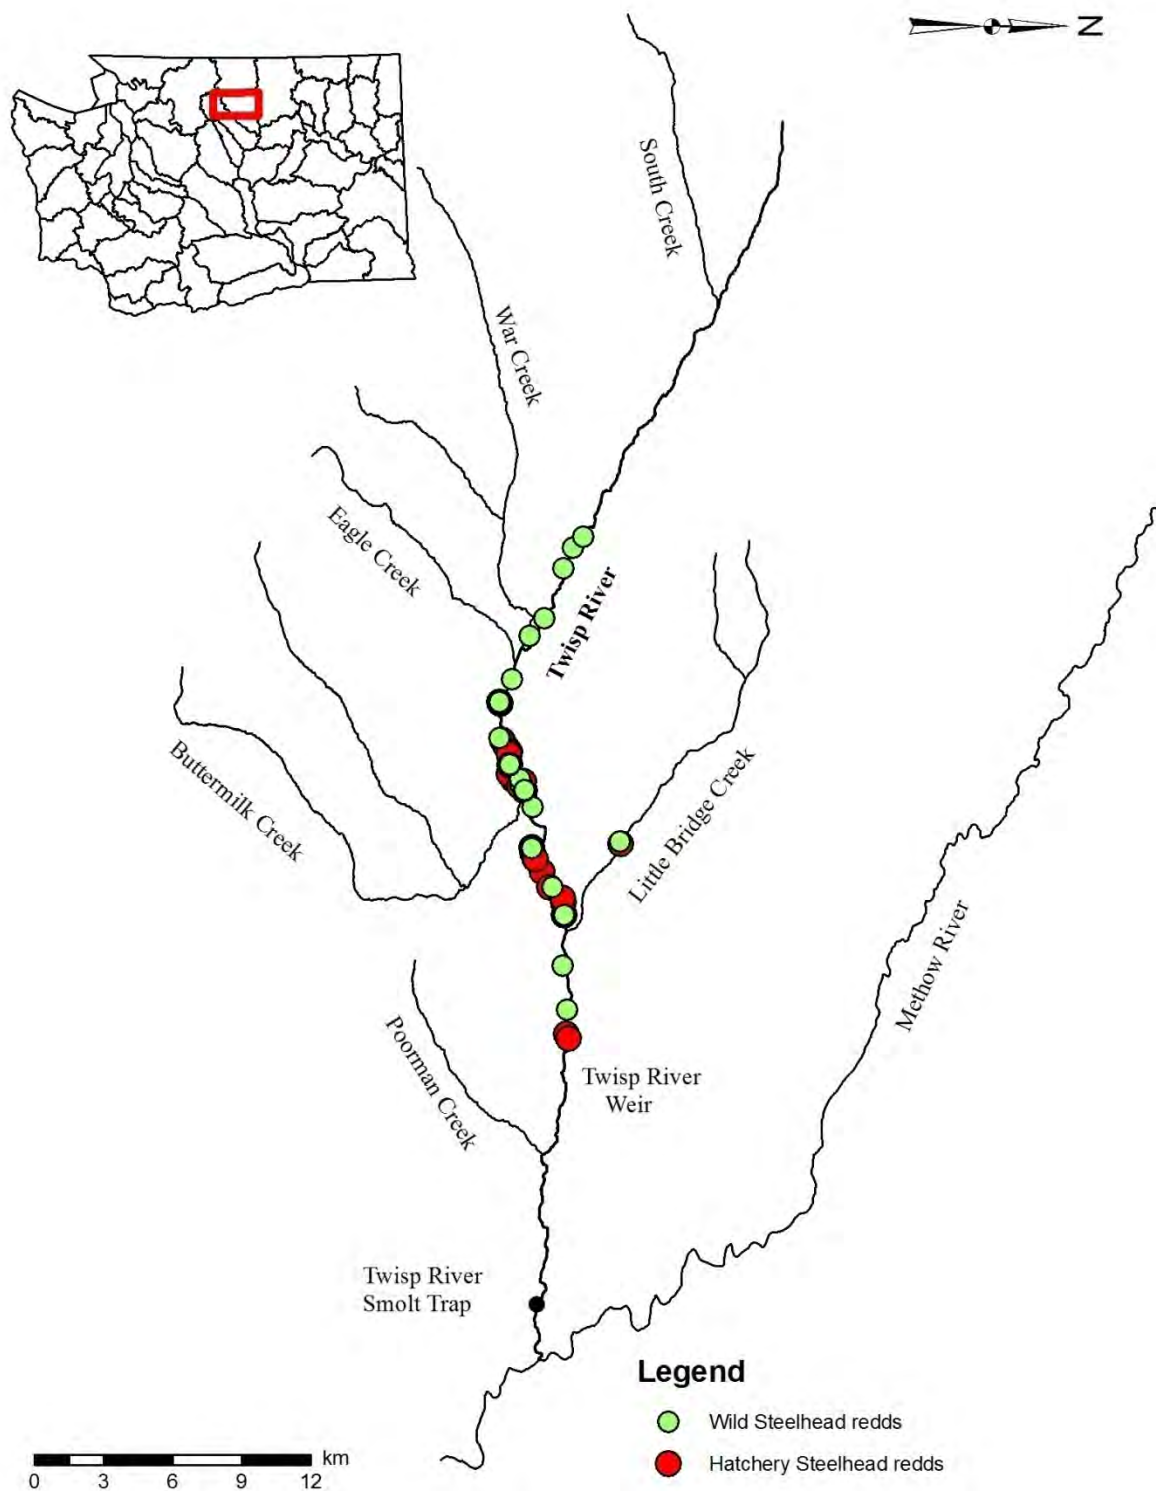 N
South Creek
War Creek
Eagle Creek
Twisp River
Buttermilk Creek
Little Bridge Creek
Methow River
Poorman Creek
Twisp River
Weir
Twisp River
Smolt Trap
Legend
Wild Steelhead redds
Hatchery Steelhead redds
km
0 3 6 9 12